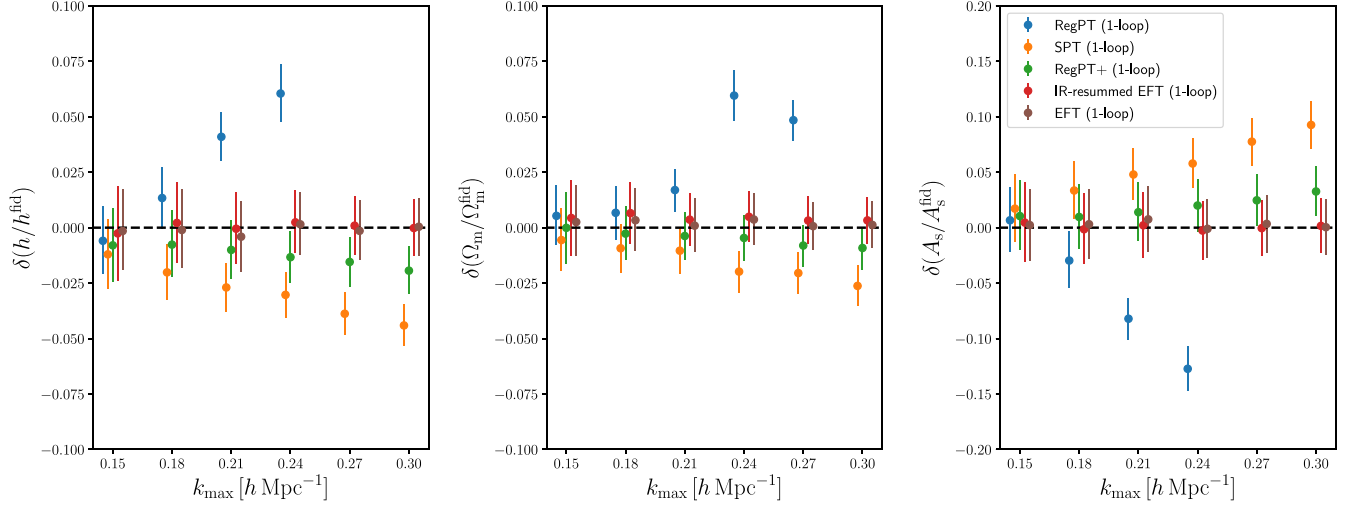 0.100
0.075
0.050
0.025
0.000
−0.025
−0.050
−0.075
−0.100
δ(h/h^fid)
0.15 0.18 0.21 0.24 0.27 0.30
k_max [h Mpc⁻¹]
0.100
0.075
0.050
0.025
0.000
−0.025
−0.050
−0.075
−0.100
δ(Ω_m/Ω_m^fid)
0.15 0.18 0.21 0.24 0.27 0.30
k_max [h Mpc⁻¹]
0.20
0.15
0.10
0.05
0.00
−0.05
−0.10
−0.15
−0.20
δ(A_s/A_s^fid)
RegPT (1-loop)
SPT (1-loop)
RegPT+ (1-loop)
IR-resummed EFT (1-loop)
EFT (1-loop)
0.15 0.18 0.21 0.24 0.27 0.30
k_max [h Mpc⁻¹]